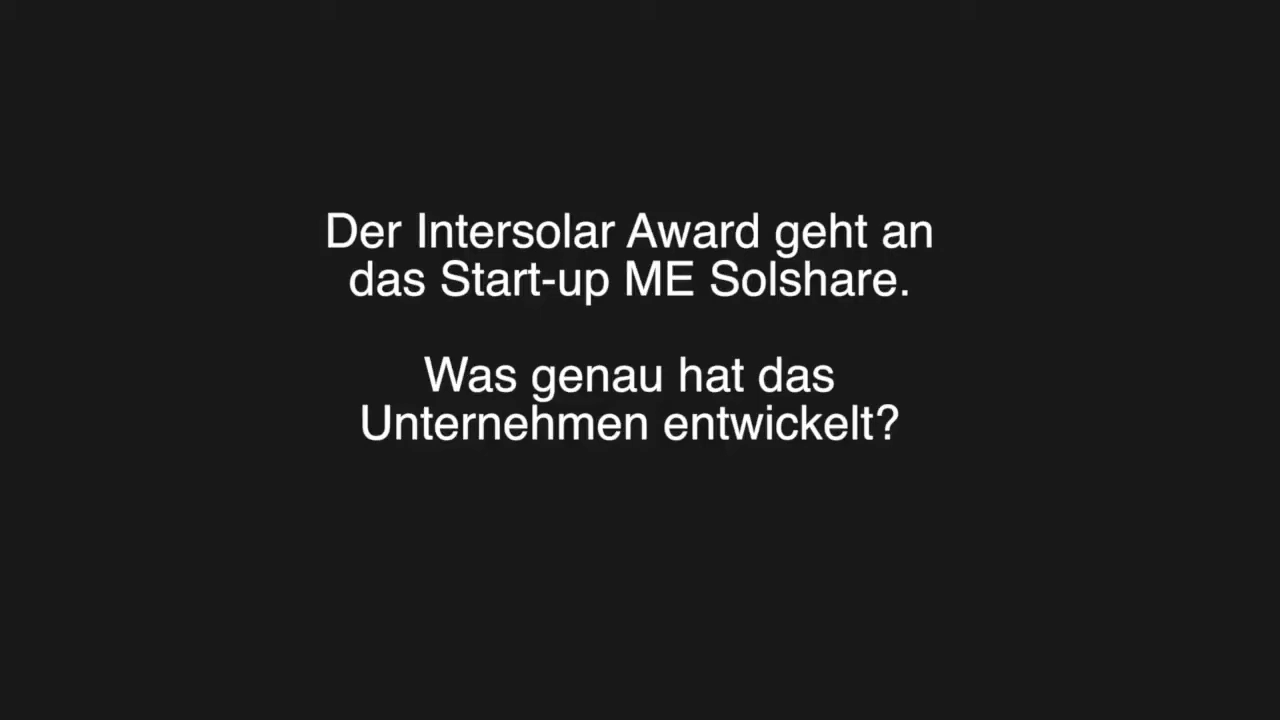 Der Intersolar Award geht an
das Start-up ME Solshare.
Was genau hat das
Unternehmen entwickelt?